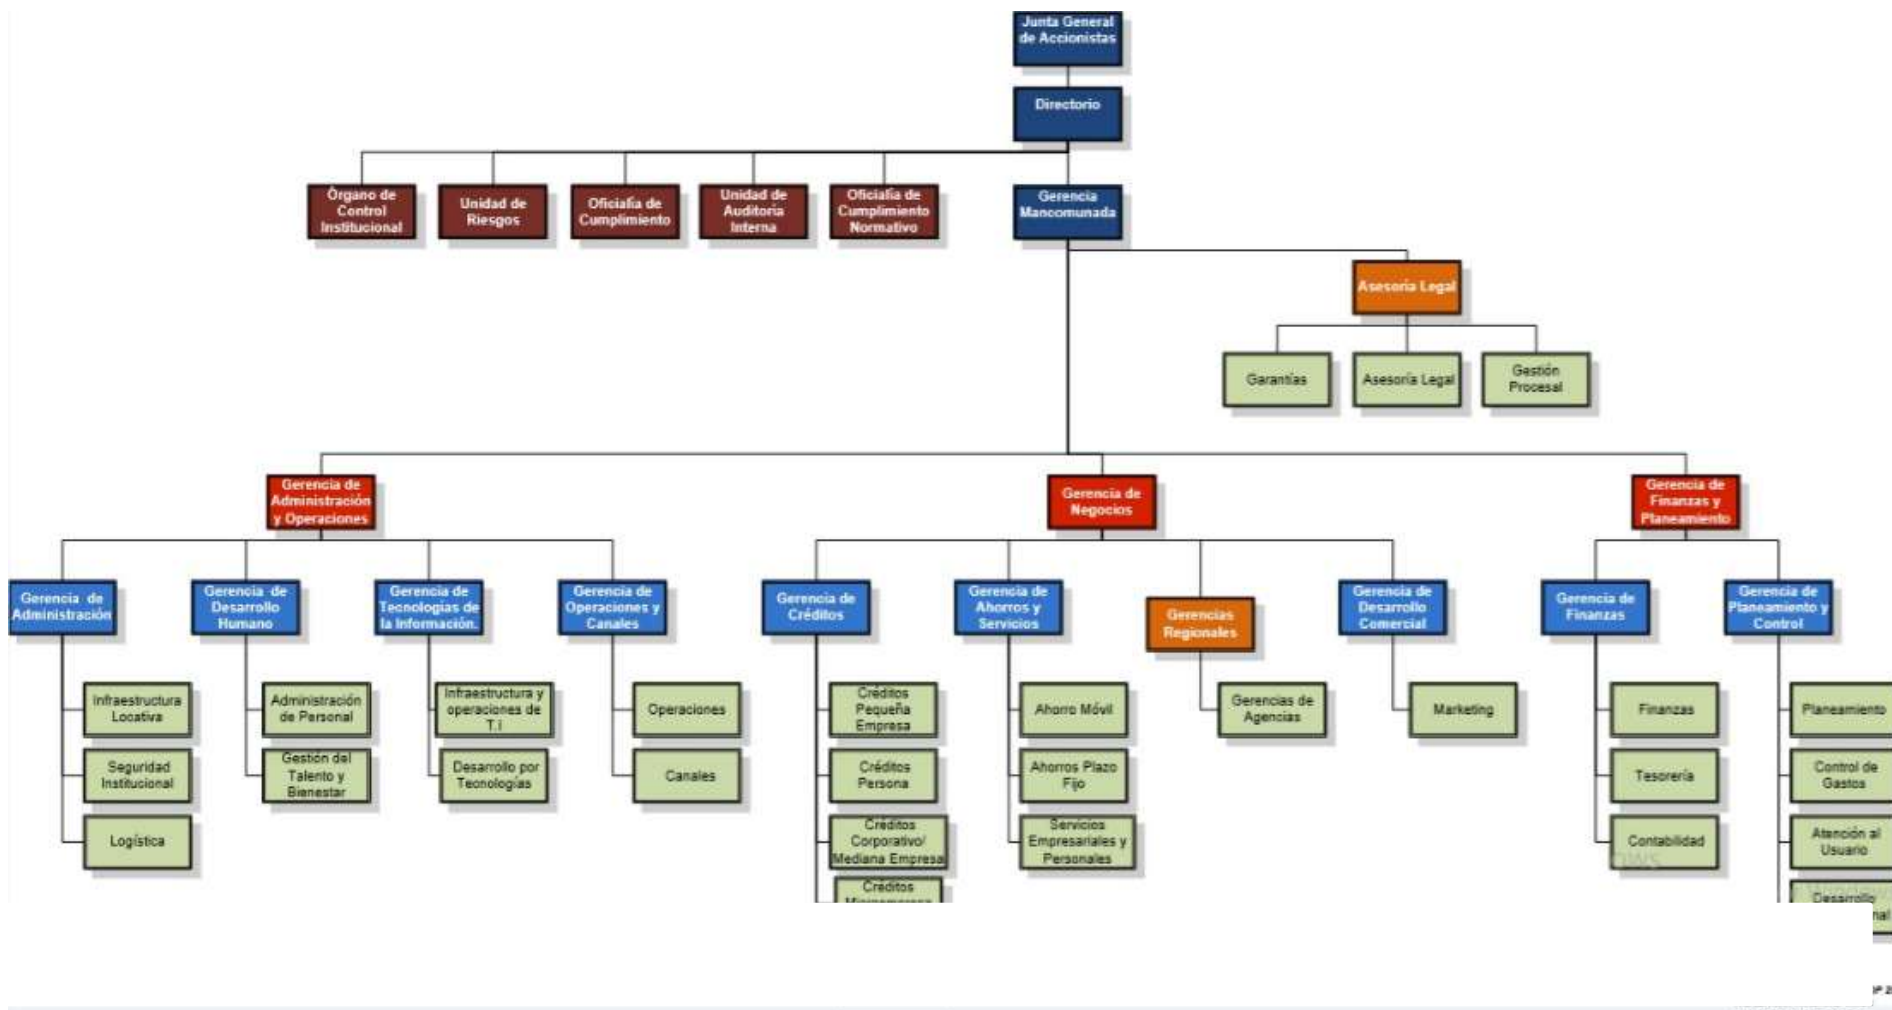 Junta General
de Accionistas
Directorio
Órgano de
Control
Institucional
Unidad de
Riesgos
Oficialía de
Cumplimiento
Unidad de
Auditoria
Interna
Oficialía de
Cumplimiento
Normativo
Gerencia
Mancomunada
Asesoría Legal
Garantías
Asesoría Legal
Gestión
Procesal
Gerencia de
Administración
y Operaciones
Gerencia de
Negocios
Gerencia de
Finanzas y
Planeamiento
Gerencia de
Administración
Gerencia de
Desarrollo
Humano
Gerencia de
Tecnologías de
la Información.
Gerencia de
Operaciones y
Canales
Gerencia de
Créditos
Gerencia de
Ahorros y
Servicios
Gerencias
Regionales
Gerencia de
Desarrollo
Comercial
Gerencia de
Finanzas
Gerencia de
Planeamiento y
Control
Infraestructura
Locativa
Administración
de Personal
Infraestructura y
operaciones de
T.I
Operaciones
Créditos
Pequeña
Empresa
Ahorro Móvil
Gerencias de
Agencias
Marketing
Finanzas
Planeamiento
Seguridad
Institucional
Gestión del
Talento y
Bienestar
Desarrollo por
Tecnologías
Canales
Créditos
Persona
Ahorros Plazo
Fijo
Tesorería
Control de
Gastos
Logística
Créditos
Corporativo/
Mediana Empresa
Servicios
Empresariales y
Personales
Contabilidad
Atención al
Usuario
Créditos
Desarrollo